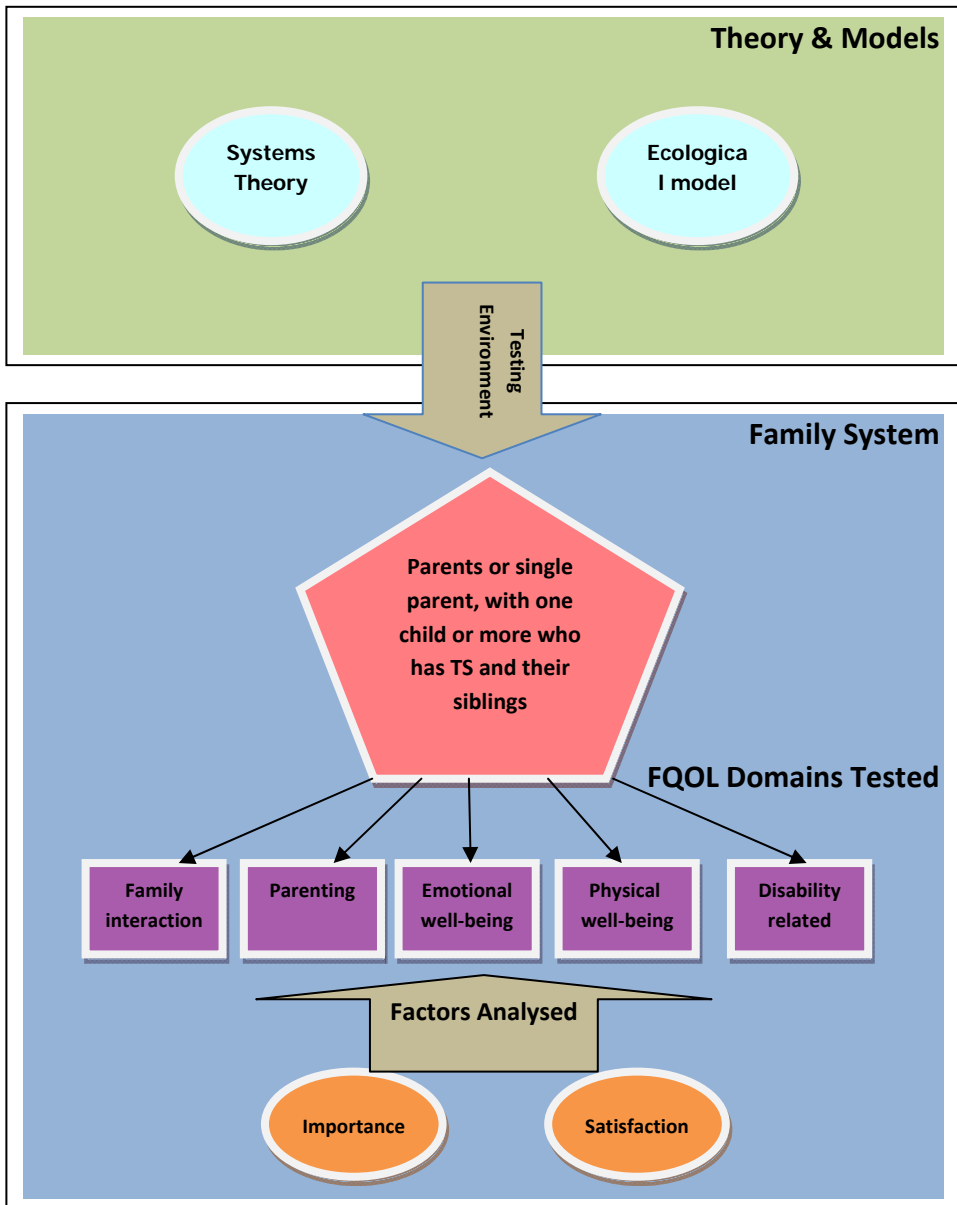 Theory & Models
Systems
Theory
Ecologica
l model
Testing
Environment
Family System
Parents or single
parent, with one
child or more who
has TS and their
siblings
FQOL Domains Tested
Family
interaction
Parenting
Emotional
well-being
Physical
well-being
Disability
related
Factors Analysed
Importance
Satisfaction